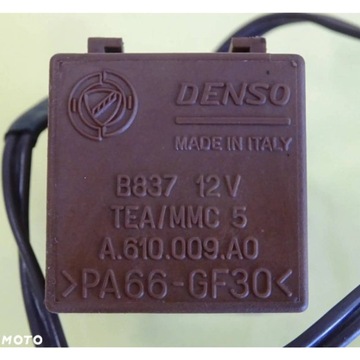 DENSO
MADE IN ITALY
B837 12V
TEA/MMC 5
A.610.009.A0
>PA66-GF30<
MOTO